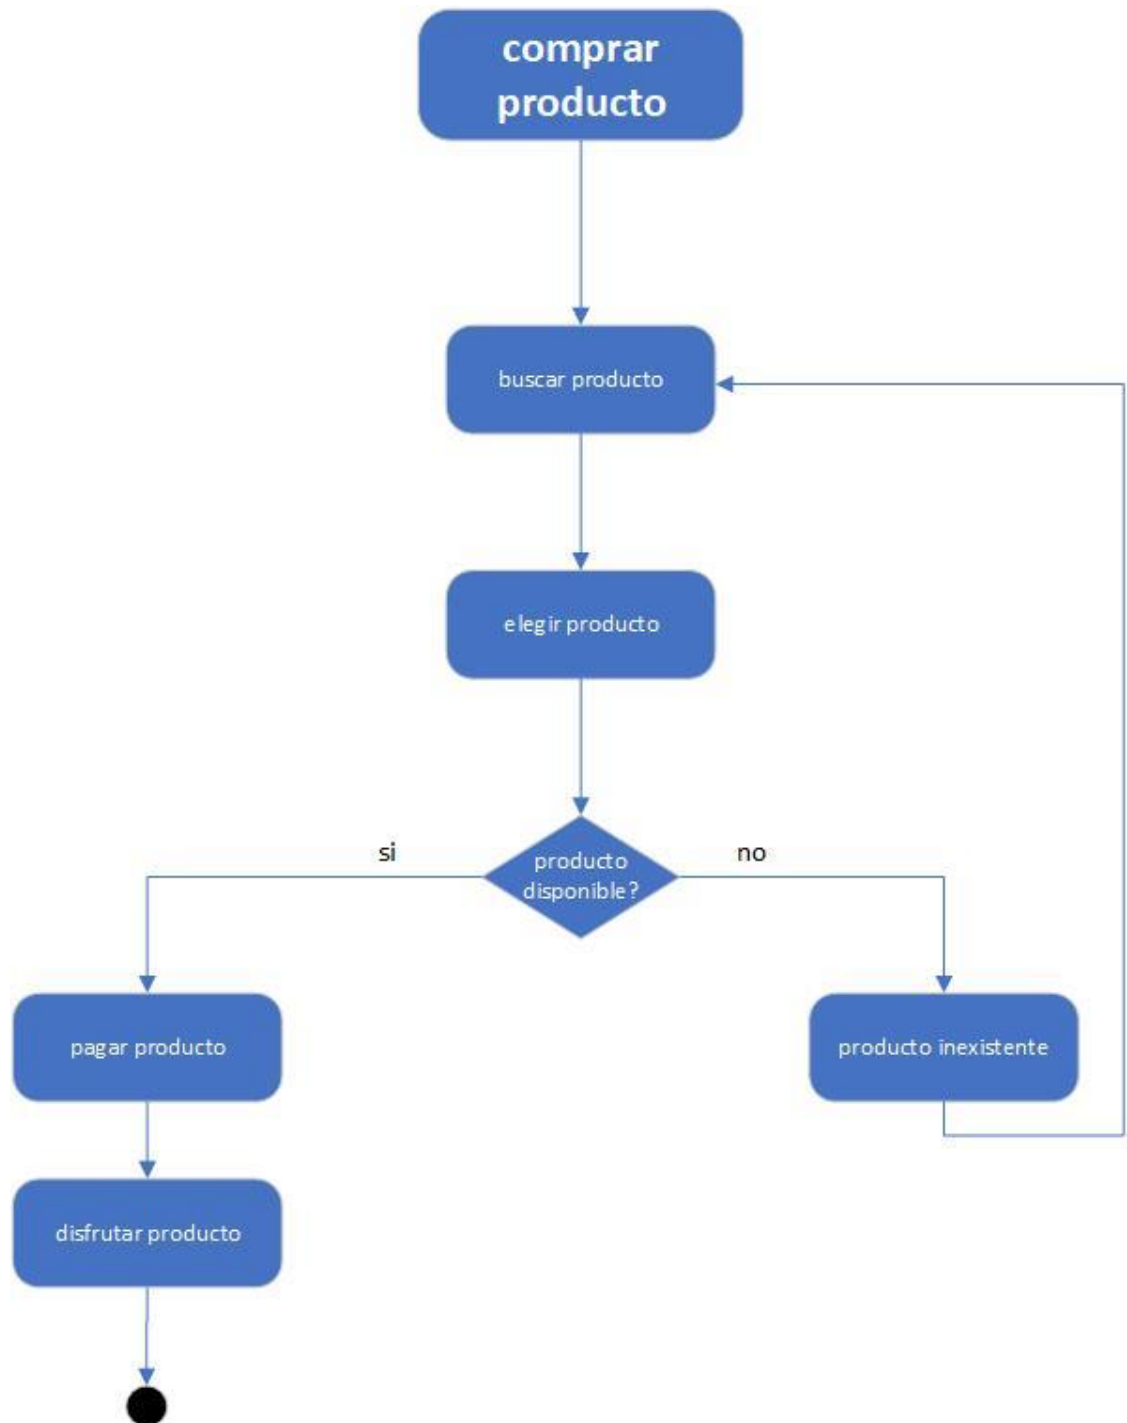 comprar
producto
buscar producto
elegir producto
producto
disponible?
si
no
pagar producto
producto inexistente
disfrutar producto